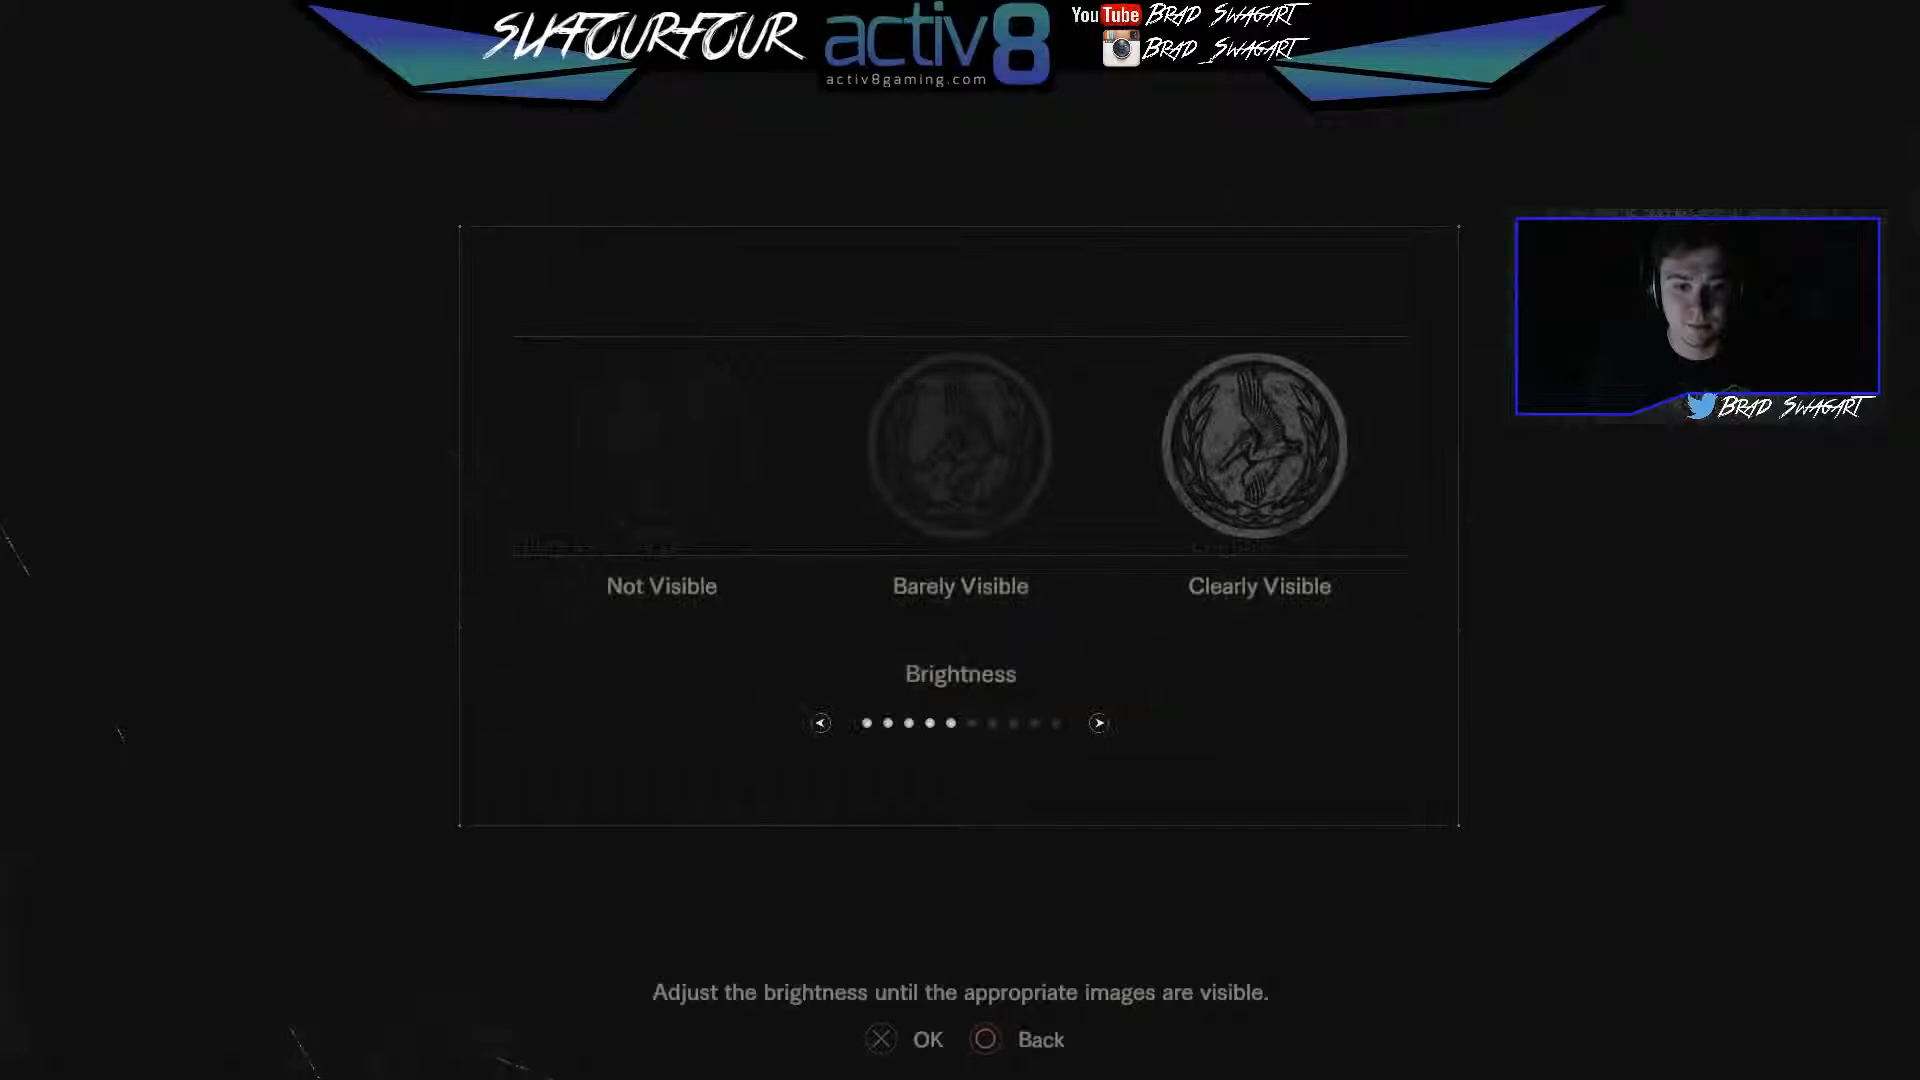 SLIFOURFOUR
activ8
activ8gaming.com
YouTube BRAD SWAGART
BRAD_SWAGART
BRAD SWAGART
Not Visible
Barely Visible
Clearly Visible
Brightness
Adjust the brightness until the appropriate images are visible.
OK
Back